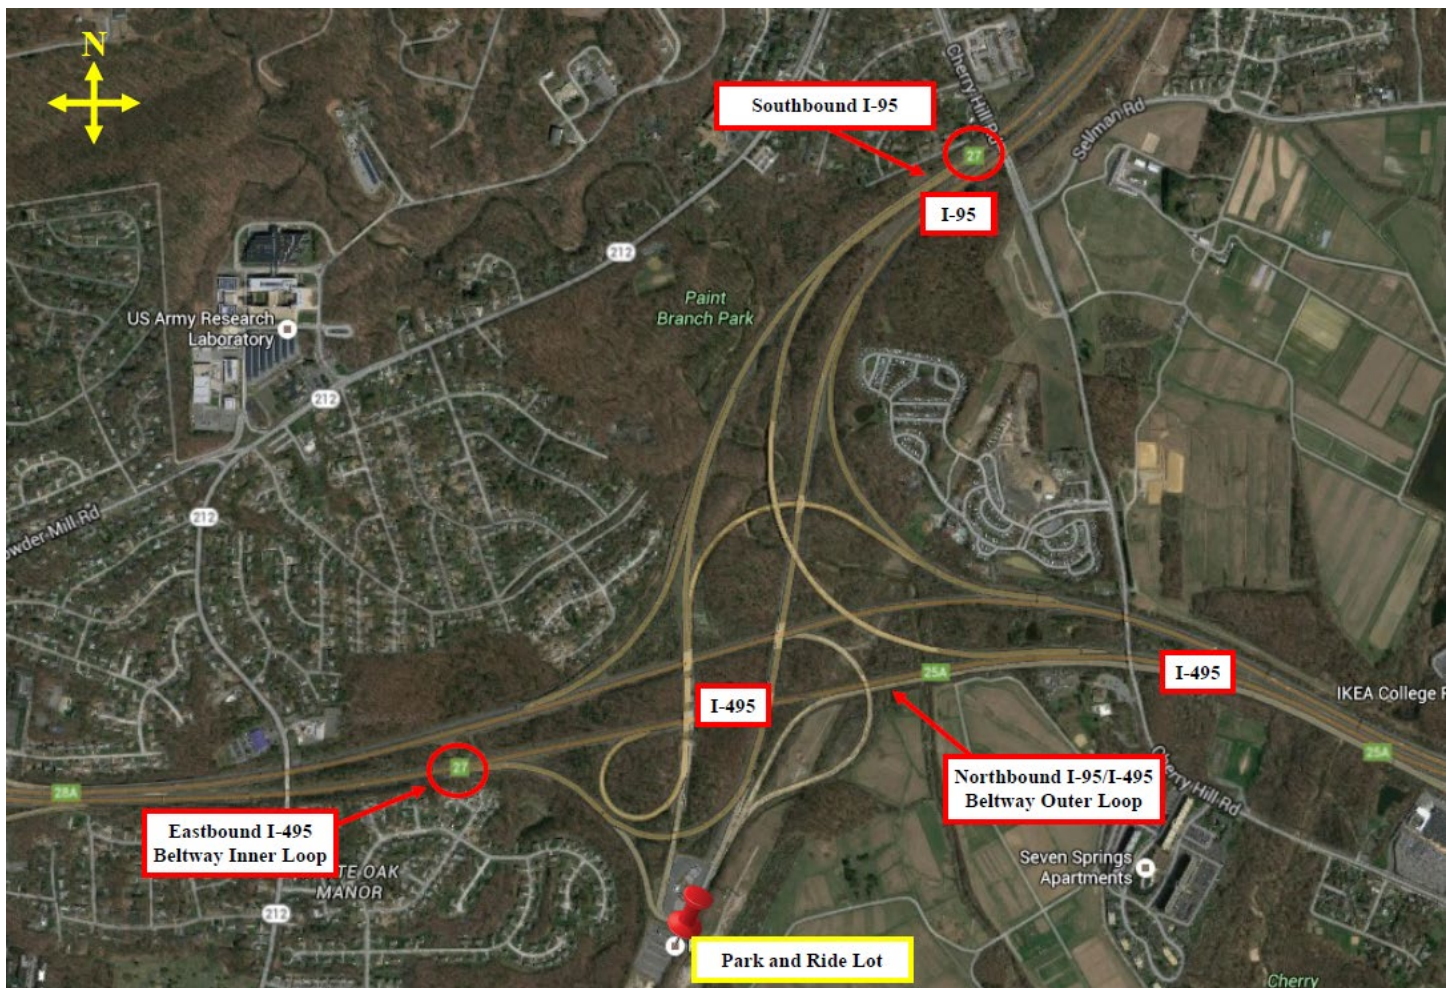 N
Cherry Hill Rd
Southbound I-95
27
Sellman Rd
I-95
212
Paint
Branch Park
US Army Research
Laboratory
212
212
owder Mill Rd
25A
I-495
I-495
IKEA College P
25A
27
28A
Northbound I-95/I-495
Beltway Outer Loop
Cherry Hill Rd
Eastbound I-495
Beltway Inner Loop
TE OAK
MANOR
Seven Springs
Apartments
212
Park and Ride Lot
Cherry